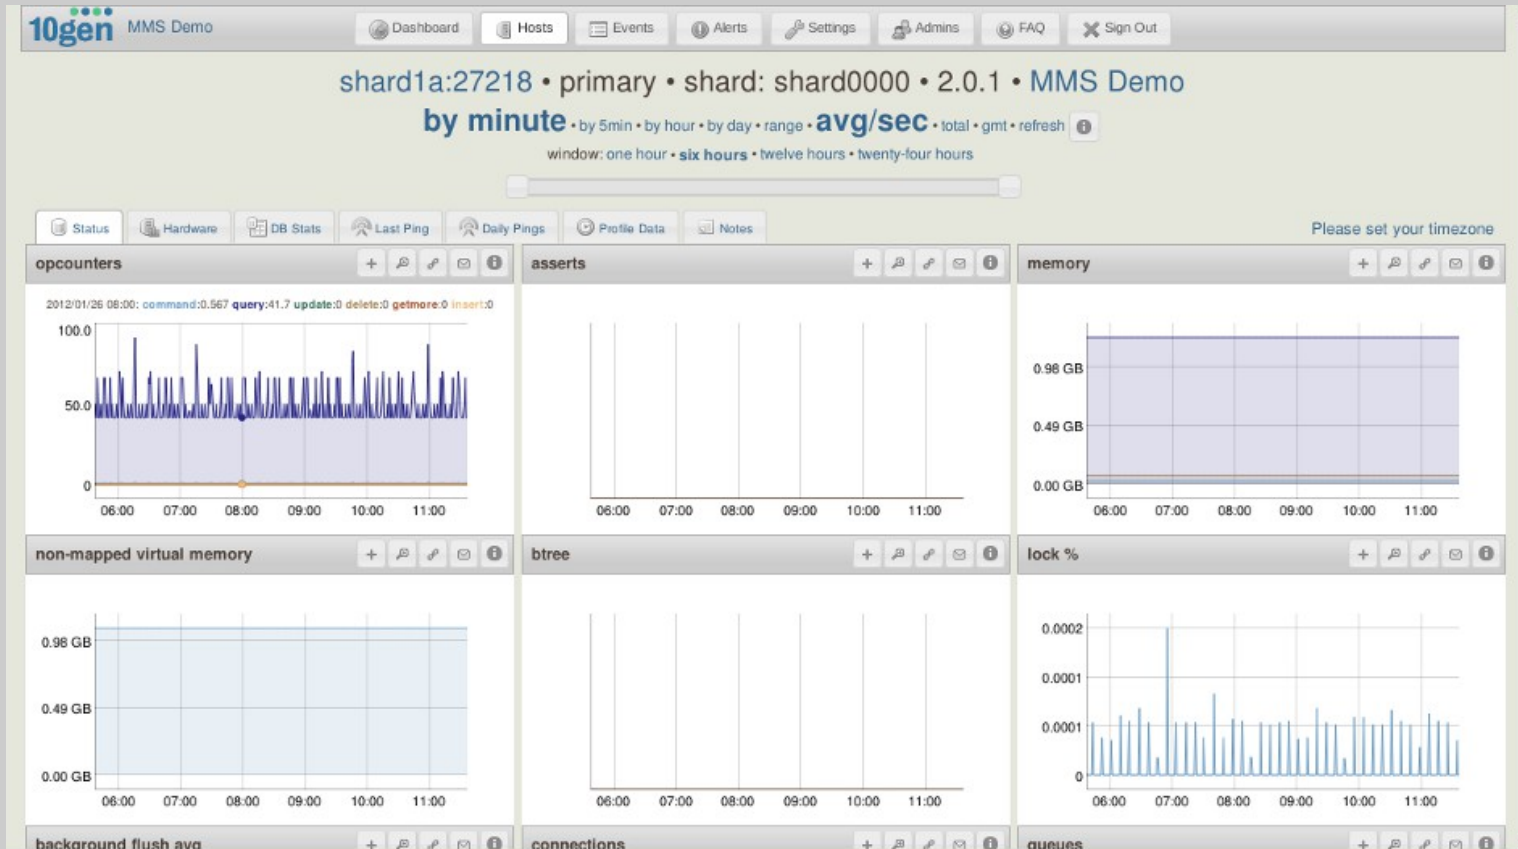 10gen MMS Demo Dashboard Hosts Events Alerts Settings Admins FAQ Sign Out
shard1a:27218 • primary • shard: shard0000 • 2.0.1 • MMS Demo
by minute • by 5min • by hour • by day • range • avg/sec • total • gmt • refresh
window: one hour • six hours • twelve hours • twenty-four hours
Status Hardware DB Stats Last Ping Daily Pings Profile Data Notes Please set your timezone
opcounters
2012/01/26 08:00: command:0.567 query:41.7 update:0 delete:0 getmore:0 insert:0
100.0
50.0
0
06:00 07:00 08:00 09:00 10:00 11:00
asserts
06:00 07:00 08:00 09:00 10:00 11:00
memory
0.98 GB
0.49 GB
0.00 GB
06:00 07:00 08:00 09:00 10:00 11:00
non-mapped virtual memory
0.98 GB
0.49 GB
0.00 GB
06:00 07:00 08:00 09:00 10:00 11:00
btree
06:00 07:00 08:00 09:00 10:00 11:00
lock %
0.0002
0.0001
0.0001
0
06:00 07:00 08:00 09:00 10:00 11:00
background flush avg
connections
queues